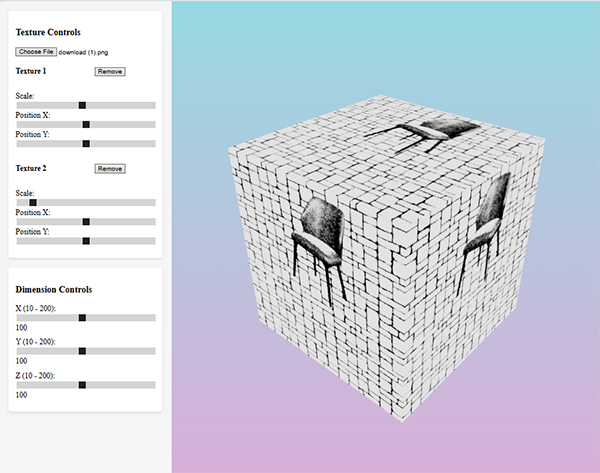 Texture Controls
Choose File download (1).png
Texture 1 Remove
Scale:
Position X:
Position Y:
Texture 2 Remove
Scale:
Position X:
Position Y:
Dimension Controls
X (10 - 200):
100
Y (10 - 200):
100
Z (10 - 200):
100